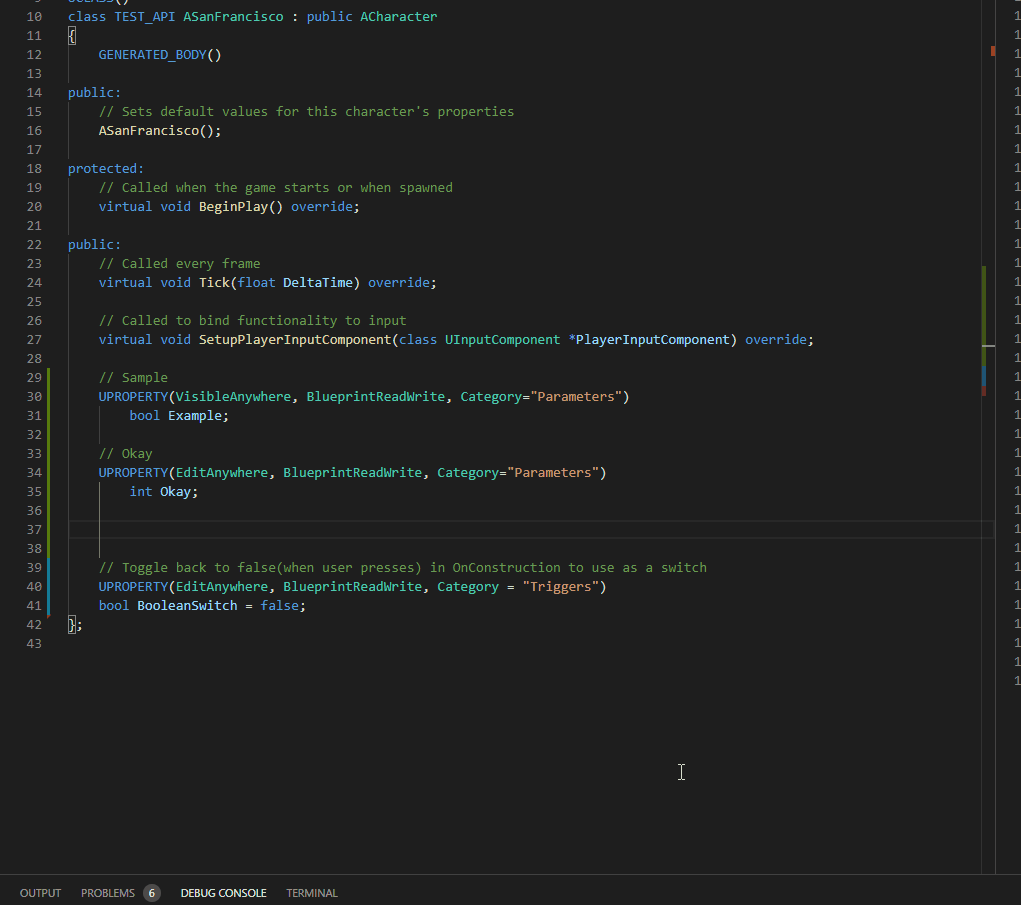 10 class TEST_API ASanFrancisco : public ACharacter
11 {
12 GENERATED_BODY()
13
14 public:
15 // Sets default values for this character's properties
16 ASanFrancisco();
17
18 protected:
19 // Called when the game starts or when spawned
20 virtual void BeginPlay() override;
21
22 public:
23 // Called every frame
24 virtual void Tick(float DeltaTime) override;
25
26 // Called to bind functionality to input
27 virtual void SetupPlayerInputComponent(class UInputComponent *PlayerInputComponent) override;
28
29 // Sample
30 UPROPERTY(VisibleAnywhere, BlueprintReadWrite, Category="Parameters")
31 bool Example;
32
33 // Okay
34 UPROPERTY(EditAnywhere, BlueprintReadWrite, Category="Parameters")
35 int Okay;
36
37
38
39 // Toggle back to false(when user presses) in OnConstruction to use as a switch
40 UPROPERTY(EditAnywhere, BlueprintReadWrite, Category = "Triggers")
41 bool BooleanSwitch = false;
42 };
43
OUTPUT PROBLEMS 6 DEBUG CONSOLE TERMINAL